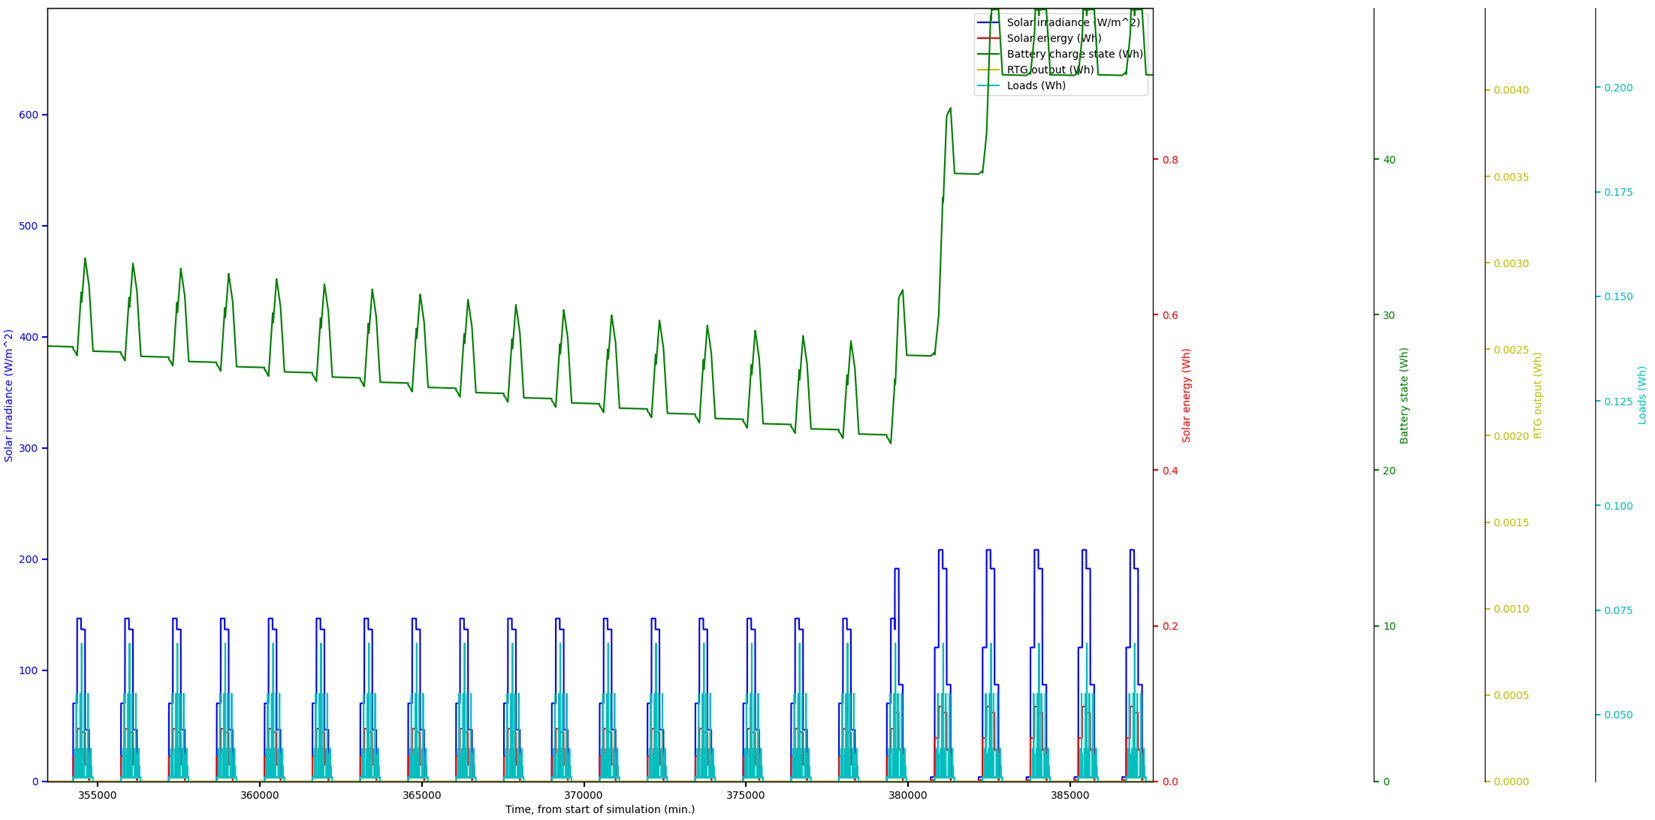 Solar irradiance (W/m^2)
Solar energy (Wh)
Battery charge state (Wh)
RTG output (Wh)
Loads (Wh)
600
500
400
300
200
100
0
Solar irradiance (W/m^2)
355000 360000 365000 370000 375000 380000 385000
Time, from start of simulation (min.)
0.8
0.6
0.4
0.2
0.0
Solar energy (Wh)
40
30
20
10
0
Battery state (Wh)
0.0040
0.0035
0.0030
0.0025
0.0020
0.0015
0.0010
0.0005
0.0000
RTG output (Wh)
0.200
0.175
0.150
0.125
0.100
0.075
0.050
Loads (Wh)